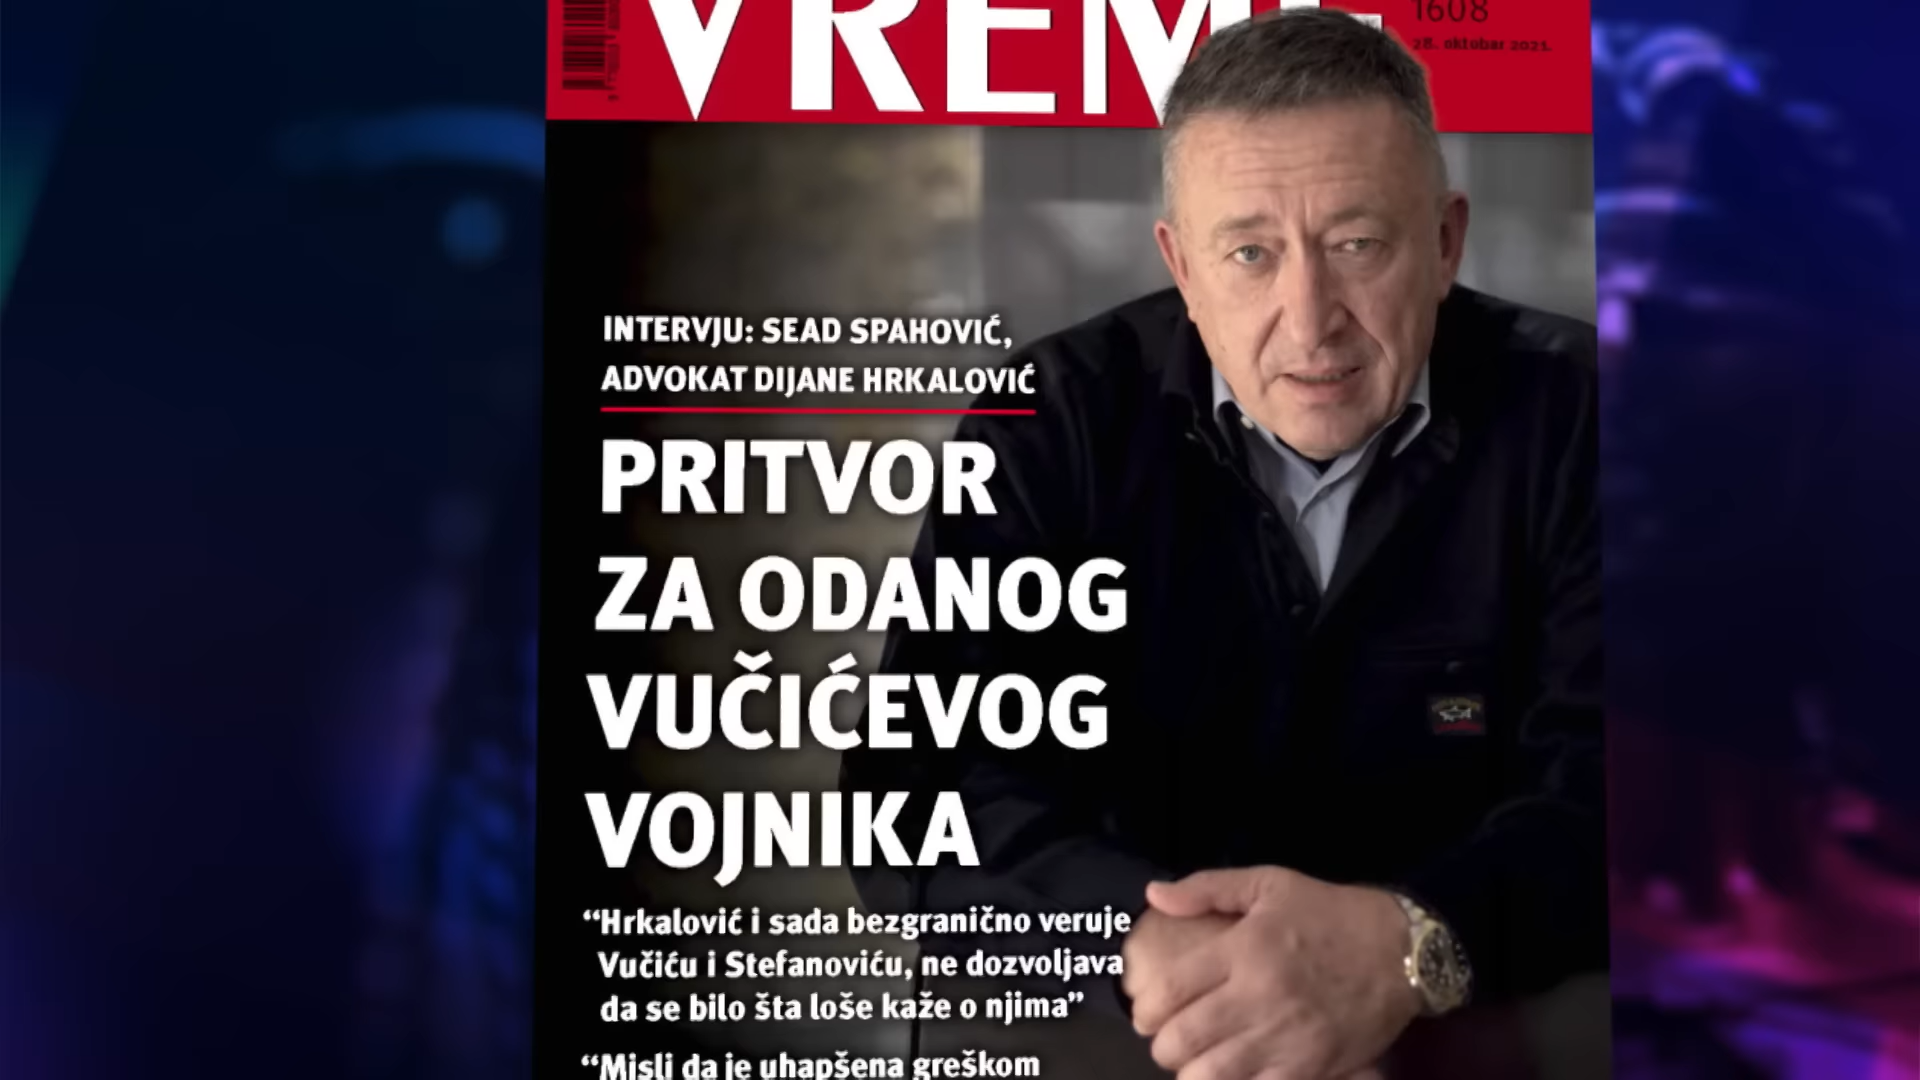 VREME
1608
28. oktobar 2021.
INTERVJU: SEAD SPAHOVIĆ,
ADVOKAT DIJANE HRKALOVIĆ
PRITVOR
ZA ODANOG
VUČIĆEVOG
VOJNIKA
“Hrkalović i sada bezgranično veruje
Vučiću i Stefanoviću, ne dozvoljava
da se bilo šta loše kaže o njima”
“Misli da je uhapšena greškom